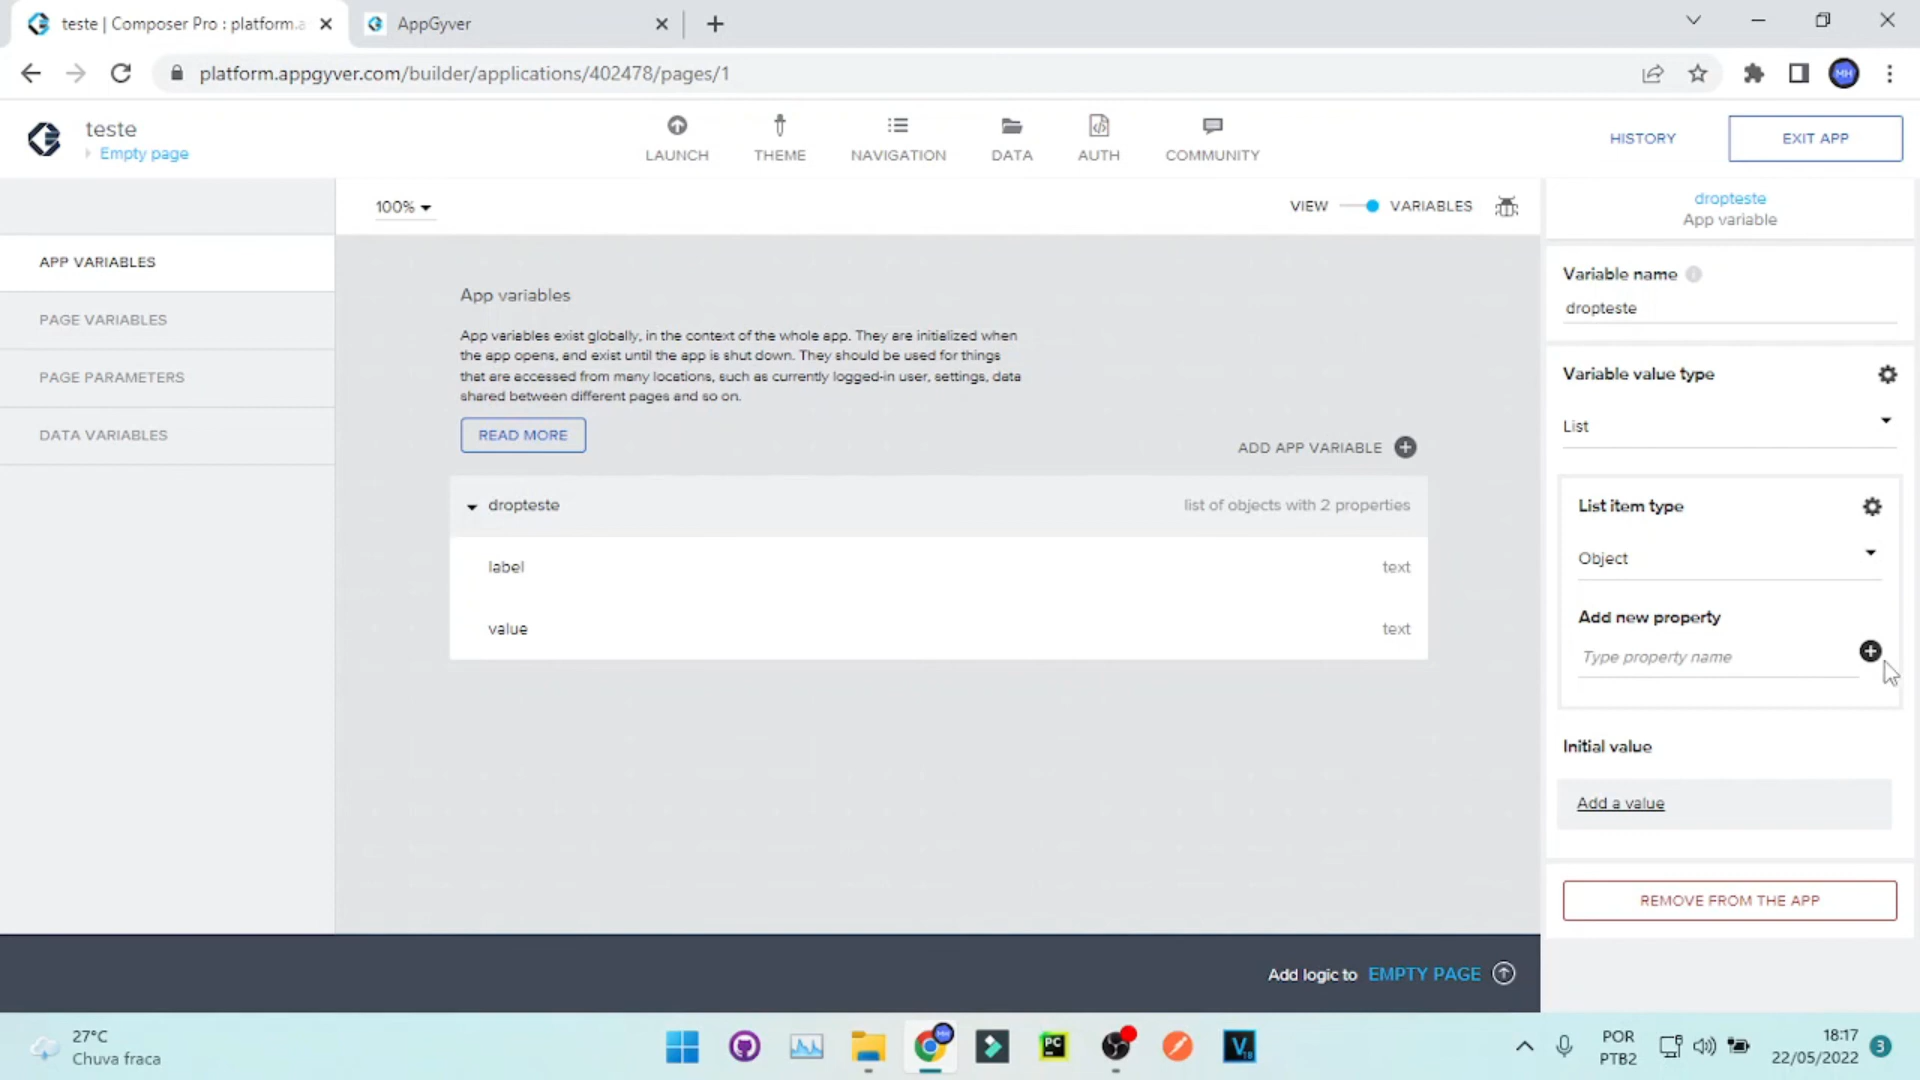 teste | Composer Pro : platform.a
AppGyver
platform.appgyver.com/builder/applications/402478/pages/1
MH
teste
Empty page
LAUNCH
THEME
NAVIGATION
DATA
AUTH
COMMUNITY
HISTORY
EXIT APP
100%
VIEW
VARIABLES
dropteste
App variable
APP VARIABLES
PAGE VARIABLES
PAGE PARAMETERS
DATA VARIABLES
App variables
App variables exist globally, in the context of the whole app. They are initialized when
the app opens, and exist until the app is shut down. They should be used for things
that are accessed from many locations, such as currently logged-in user, settings, data
shared between different pages and so on.
READ MORE
ADD APP VARIABLE
dropteste
list of objects with 2 properties
label
text
value
text
Variable name
dropteste
Variable value type
List
List item type
Object
Add new property
Type property name
Initial value
Add a value
REMOVE FROM THE APP
Add logic to EMPTY PAGE
27°C
Chuva fraca
PC
POR
PTB2
18:17
22/05/2022
3